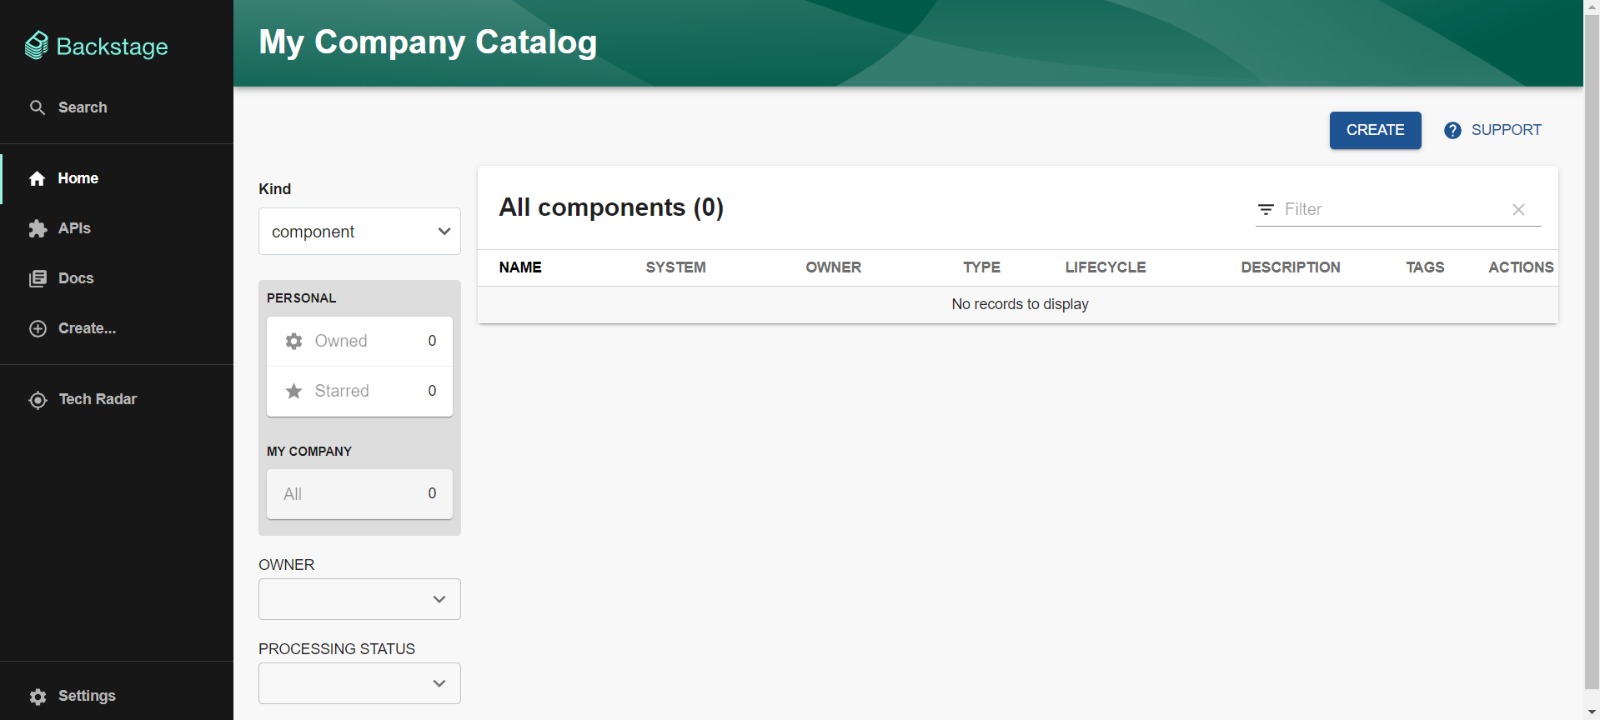 Backstage
Search
Home
APIs
Docs
Create...
Tech Radar
Settings
My Company Catalog
CREATE
? SUPPORT
Kind
component
PERSONAL
Owned 0
Starred 0
MY COMPANY
All 0
OWNER
PROCESSING STATUS
All components (0)
Filter
NAME SYSTEM OWNER TYPE LIFECYCLE DESCRIPTION TAGS ACTIONS
No records to display